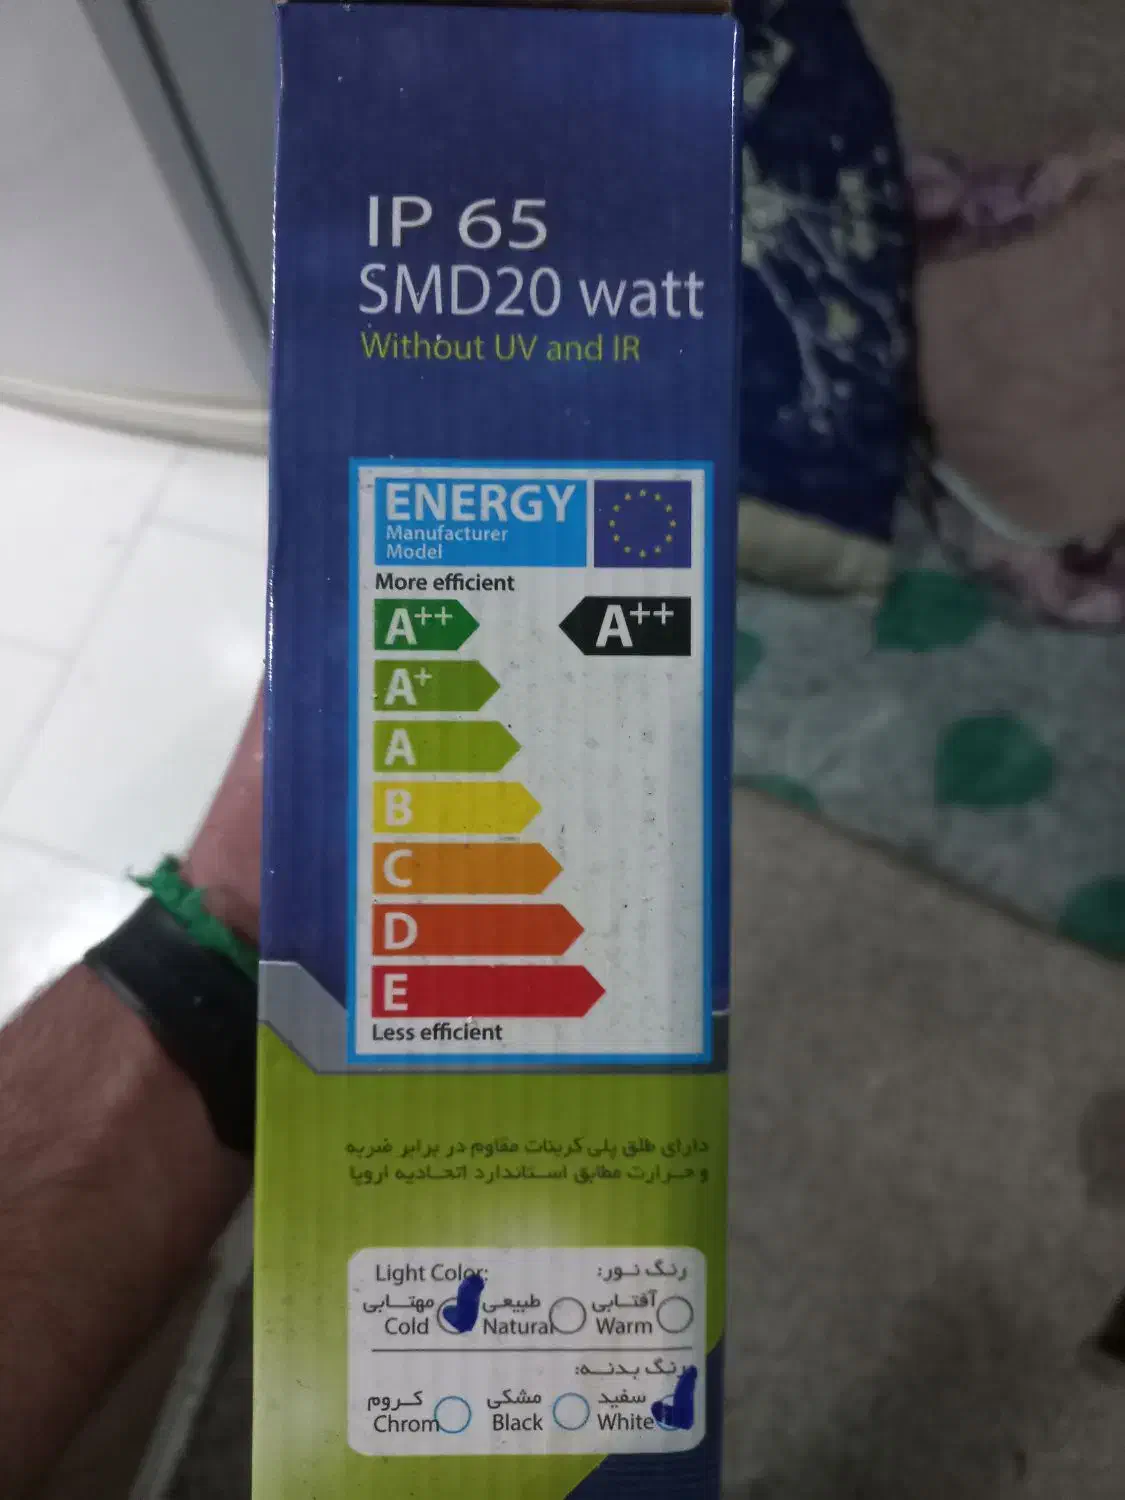 IP 65
SMD20 watt
Without UV and IR
ENERGY
Manufacturer
Model
More efficient
A++ A++
A+
A
B
C
D
E
Less efficient
دارای طلق پلی کربنات مقاوم در برابر ضربه
و حرارت مطابق استاندارد اتحادیه اروپا
Light Color: رنگ نور:
مهتابی طبیعی آفتابی
Cold Natural Warm
رنگ بدنه:
کروم مشکی سفید
Chrom Black White